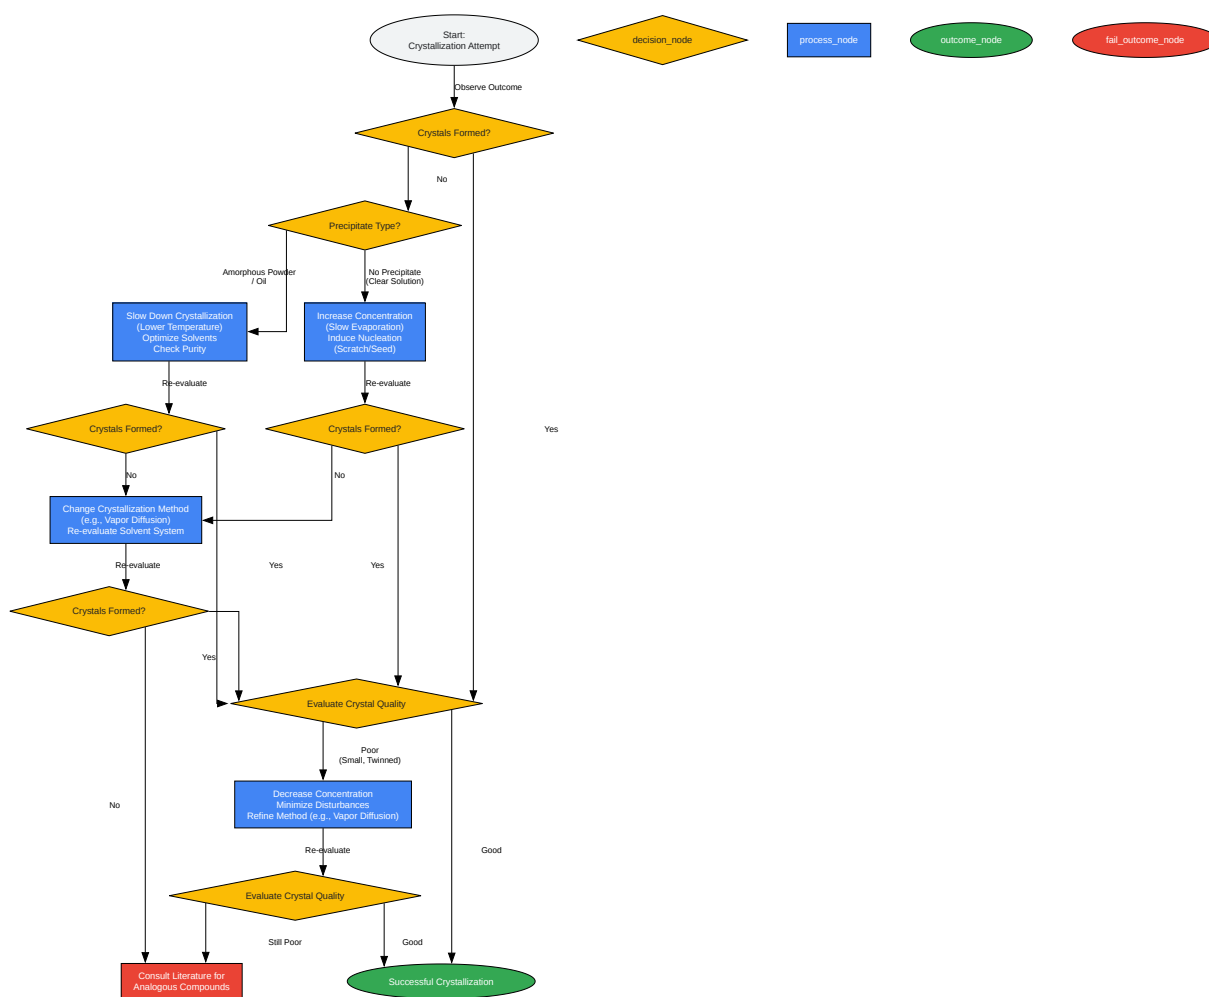 Start:
Crystallization Attempt
decision_node
process_node
outcome_node
fail_outcome_node
Observe Outcome
Crystals Formed?
No
Precipitate Type?
Amorphous Powder
/ Oil
No Precipitate
(Clear Solution)
Slow Down Crystallization
(Lower Temperature)
Optimize Solvents
Check Purity
Increase Concentration
(Slow Evaporation)
Induce Nucleation
(Scratch/Seed)
Re-evaluate
Re-evaluate
Crystals Formed?
Crystals Formed?
Yes
No
No
Change Crystallization Method
(e.g., Vapor Diffusion)
Re-evaluate Solvent System
Re-evaluate
Yes
Yes
Crystals Formed?
Yes
Evaluate Crystal Quality
Poor
(Small, Twinned)
Decrease Concentration
Minimize Disturbances
Refine Method (e.g., Vapor Diffusion)
No
Re-evaluate
Good
Evaluate Crystal Quality
Still Poor
Good
Consult Literature for
Analogous Compounds
Successful Crystallization